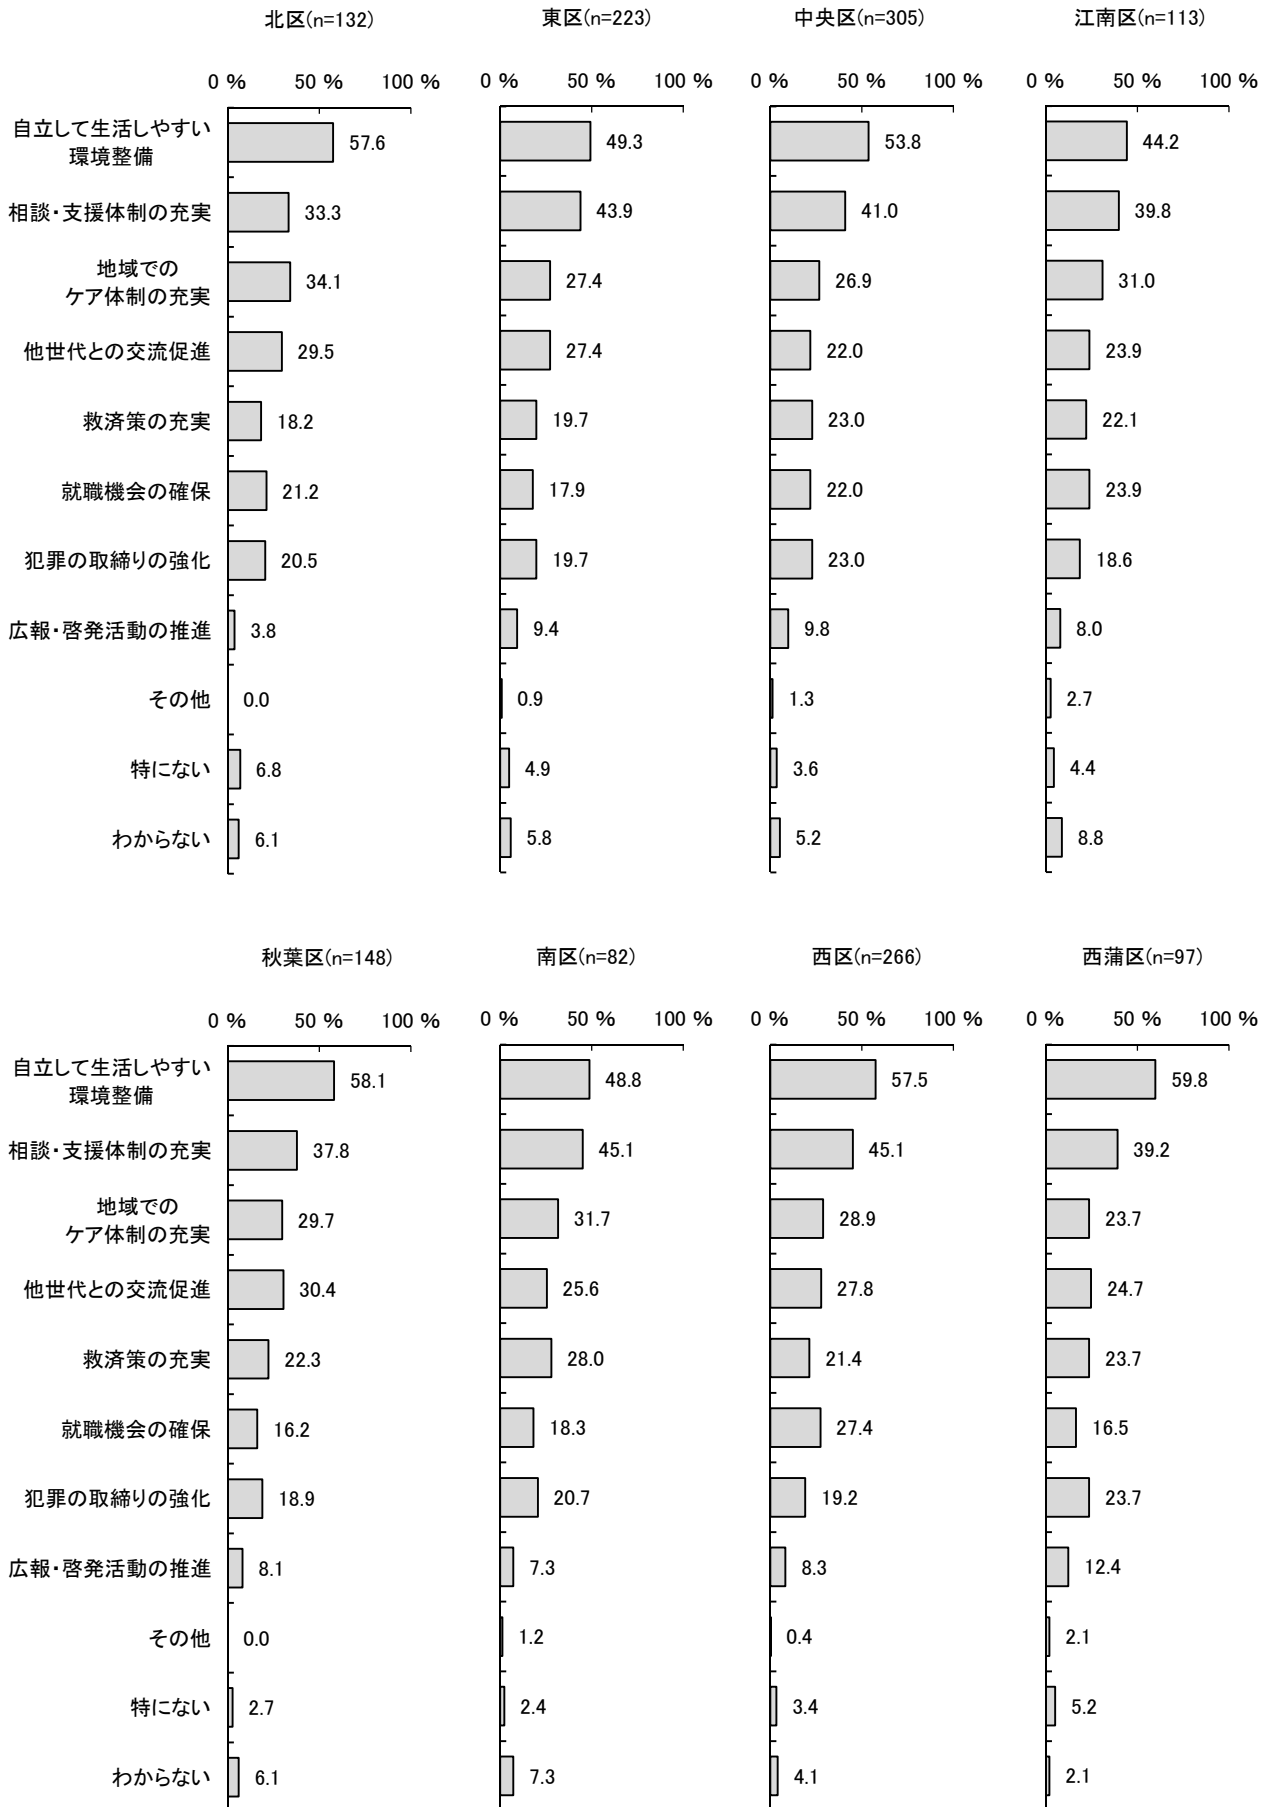 北区(n=132) 東区(n=223) 中央区(n=305) 江南区(n=113)
0 % 50 % 100 % 0 % 50 % 100 % 0 % 50 % 100 % 0 % 50 % 100 %
自立して生活しやすい
環境整備
57.6 49.3 53.8 44.2
相談・支援体制の充実 33.3 43.9 41.0 39.8
地域での
ケア体制の充実
34.1 27.4 26.9 31.0
他世代との交流促進 29.5 27.4 22.0 23.9
救済策の充実 18.2 19.7 23.0 22.1
就職機会の確保 21.2 17.9 22.0 23.9
犯罪の取締りの強化 20.5 19.7 23.0 18.6
広報・啓発活動の推進 3.8 9.4 9.8 8.0
その他 0.0 0.9 1.3 2.7
特にない 6.8 4.9 3.6 4.4
わからない 6.1 5.8 5.2 8.8
秋葉区(n=148) 南区(n=82) 西区(n=266) 西蒲区(n=97)
0 % 50 % 100 % 0 % 50 % 100 % 0 % 50 % 100 % 0 % 50 % 100 %
自立して生活しやすい
環境整備
58.1 48.8 57.5 59.8
相談・支援体制の充実 37.8 45.1 45.1 39.2
地域での
ケア体制の充実
29.7 31.7 28.9 23.7
他世代との交流促進 30.4 25.6 27.8 24.7
救済策の充実 22.3 28.0 21.4 23.7
就職機会の確保 16.2 18.3 27.4 16.5
犯罪の取締りの強化 18.9 20.7 19.2 23.7
広報・啓発活動の推進 8.1 7.3 8.3 12.4
その他 0.0 1.2 0.4 2.1
特にない 2.7 2.4 3.4 5.2
わからない 6.1 7.3 4.1 2.1